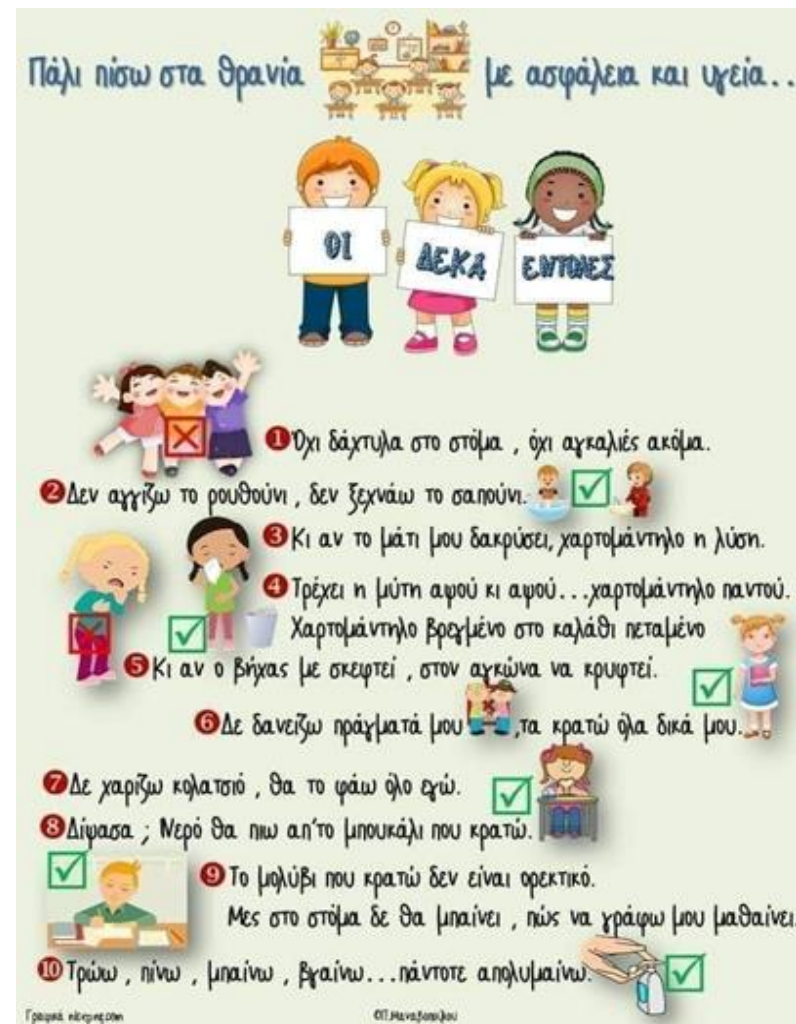 Πάλι πίσω στα θρανία με ασφάλεια και υγεία...
ΟΙ ΔΕΚΑ ΕΝΤΟΛΕΣ
1 Όχι δάχτυλα στο στόμα , όχι αγκαλιές ακόμα.
2 Δεν αγγίζω το ρουθούνι , δεν ξεχνάω το σαπούνι.
3 Κι αν το μάτι μου δακρύσει, χαρτομάντηλο η λύση.
4 Τρέχει η μύτη αψού κι αψού...χαρτομάντηλο παντού.
Χαρτομάντηλο βρεγμένο στο καλάθι πεταμένο
5 Κι αν ο βήχας με σκεφτεί , στον αγκώνα να κρυφτεί.
6 Δε δανείζω πράγματά μου ,τα κρατώ όλα δικά μου.
7 Δε χαρίζω κολατσιό , θα το φάω όλο εγώ.
8 Δίψασα ; Νερό θα πιω απ'το μπουκάλι που κρατώ.
9 Το μολύβι που κρατώ δεν είναι ορεκτικό.
Μες στο στόμα δε θα μπαίνει , πώς να γράφω μου μαθαίνει.
10 Τρώω , πίνω , μπαίνω , βγαίνω...πάντοτε απολυμαίνω.
Γραφικά